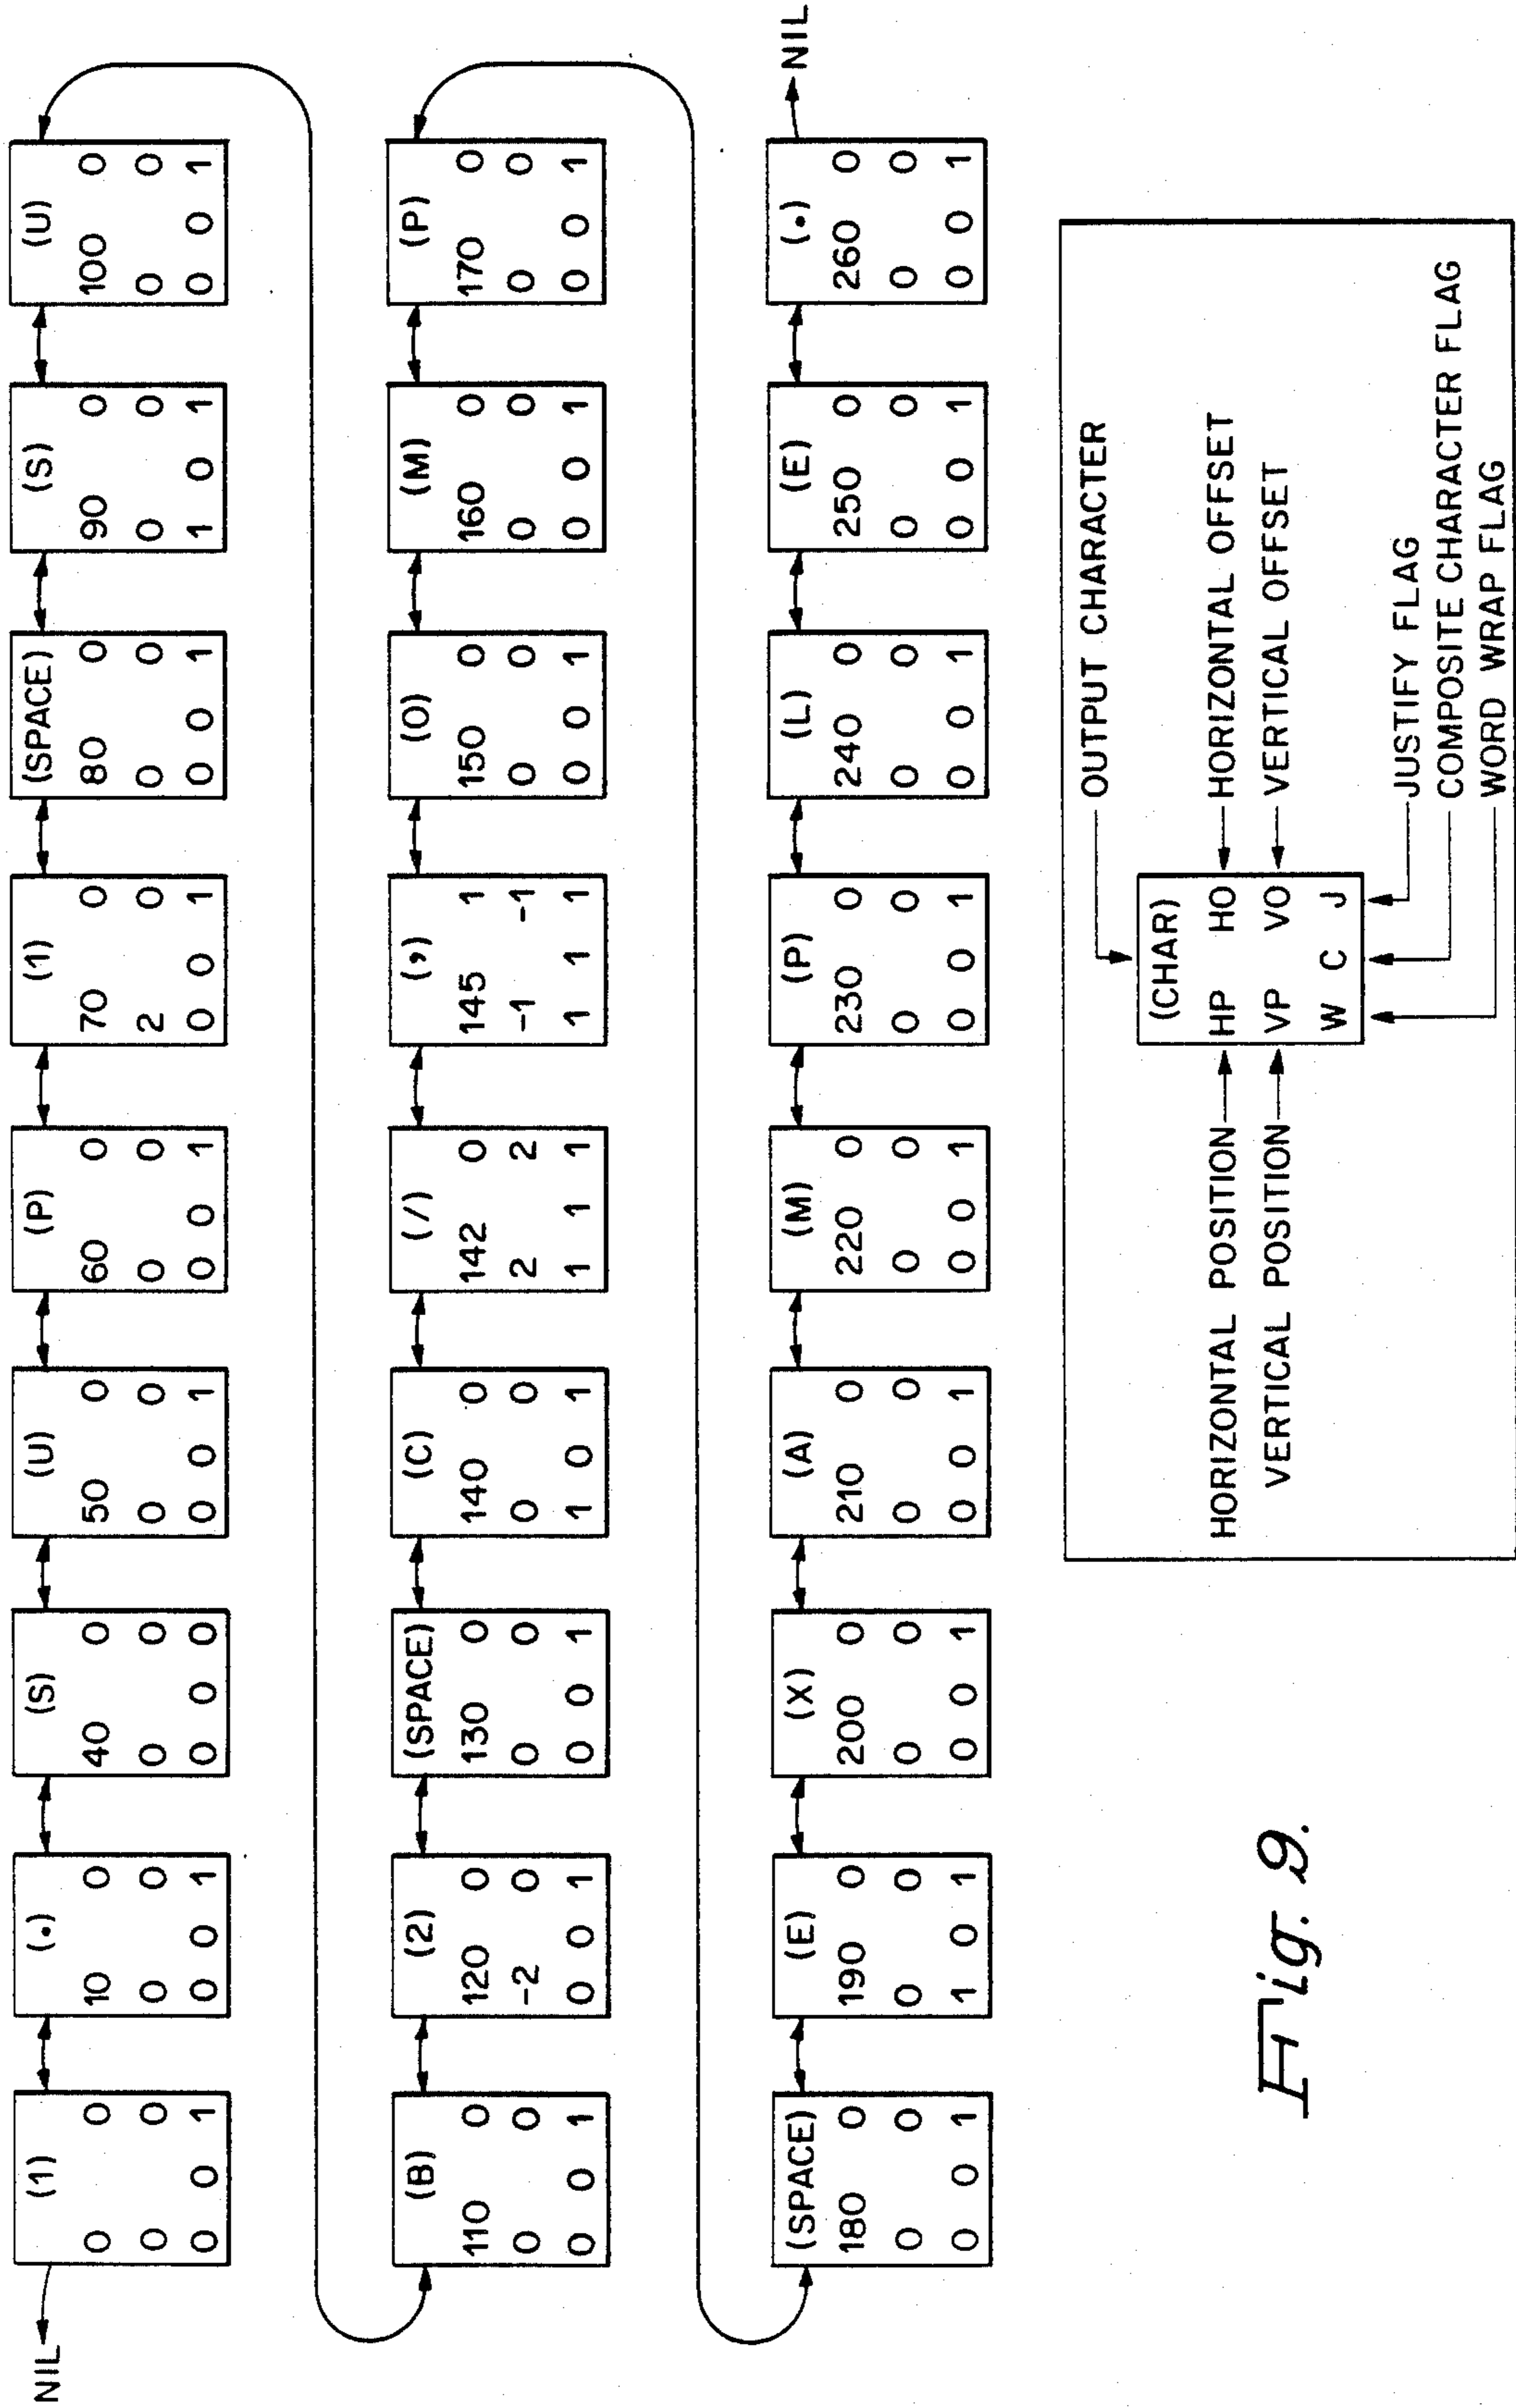 NIL
(1) (.) (S) (U) (P) (1) (SPACE) (S) (U)
0 0 10 0 40 0 50 0 60 0 70 0 80 0 90 0 100 0
0 0 0 0 0 0 0 0 0 0 2 0 0 0 0 0 0 0
0 0 1 0 0 1 0 0 0 0 0 1 0 0 1 0 0 1 0 0 1 1 0 1 0 0 1
(B) (2) (SPACE) (C) (/) (,) (O) (M) (P)
110 0 120 0 130 0 140 0 142 0 145 1 150 0 160 0 170 0
0 0 -2 0 0 0 0 0 2 2 -1 -1 0 0 0 0 0 0
0 0 1 0 0 1 0 0 1 1 0 1 1 1 1 1 1 1 0 0 1 0 0 1 0 0 1
(SPACE) (E) (X) (A) (M) (P) (L) (E) (.) NIL
180 0 190 0 200 0 210 0 220 0 230 0 240 0 250 0 260 0
0 0 0 0 0 0 0 0 0 0 0 0 0 0 0 0 0 0
0 0 1 1 0 1 0 0 1 0 0 1 0 0 1 0 0 1 0 0 1 0 0 1 0 0 1
OUTPUT CHARACTER
(CHAR)
HORIZONTAL POSITION HP HO HORIZONTAL OFFSET
VERTICAL POSITION VP VO VERTICAL OFFSET
W C J
JUSTIFY FLAG
COMPOSITE CHARACTER FLAG
WORD WRAP FLAG
Fig. 9.